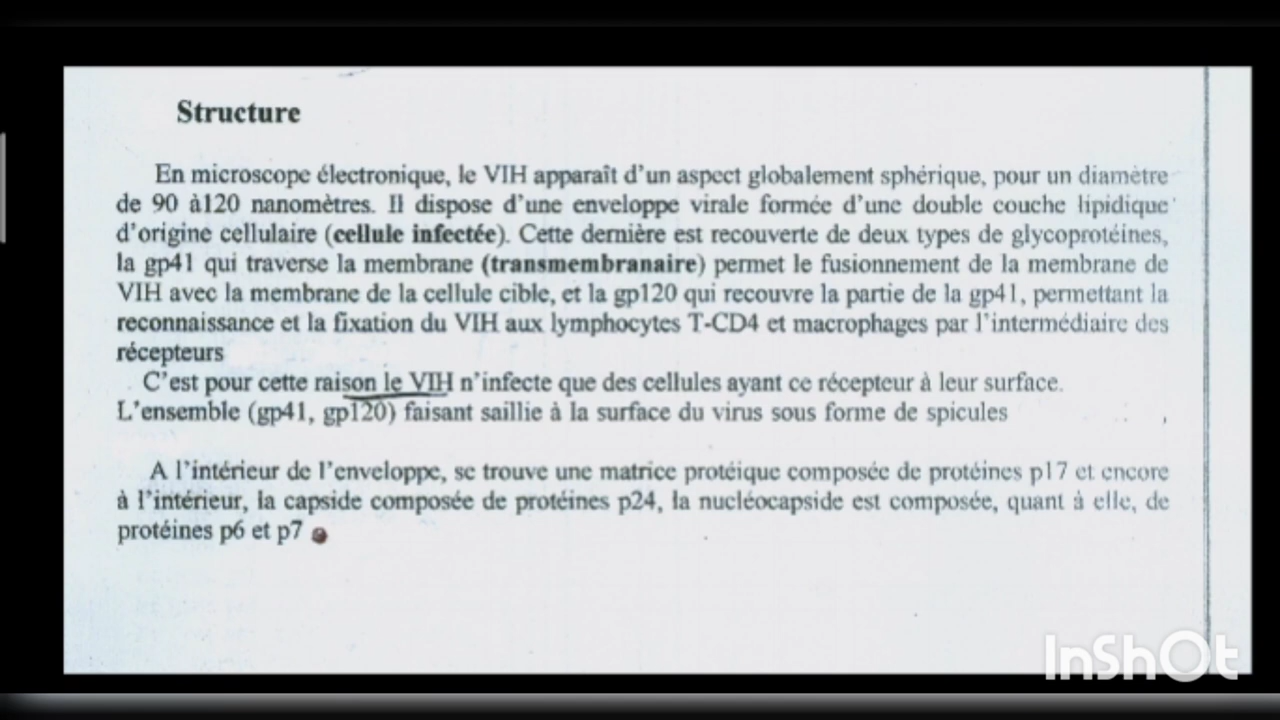 Structure
En microscope électronique, le VIH apparaît d'un aspect globalement sphérique, pour un diamètre
de 90 à120 nanomètres. Il dispose d'une enveloppe virale formée d'une double couche lipidique
d'origine cellulaire (cellule infectée). Cette dernière est recouverte de deux types de glycoprotéines,
la gp41 qui traverse la membrane (transmembranaire) permet le fusionnement de la membrane de
VIH avec la membrane de la cellule cible, et la gp120 qui recouvre la partie de la gp41, permettant la
reconnaissance et la fixation du VIH aux lymphocytes T-CD4 et macrophages par l'intermédiaire des
récepteurs
C'est pour cette raison le VIH n'infecte que des cellules ayant ce récepteur à leur surface.
L'ensemble (gp41, gp120) faisant saillie à la surface du virus sous forme de spicules
A l'intérieur de l'enveloppe, se trouve une matrice protéique composée de protéines p17 et encore
à l'intérieur, la capside composée de protéines p24, la nucléocapside est composée, quant à elle, de
protéines p6 et p7
InShOt